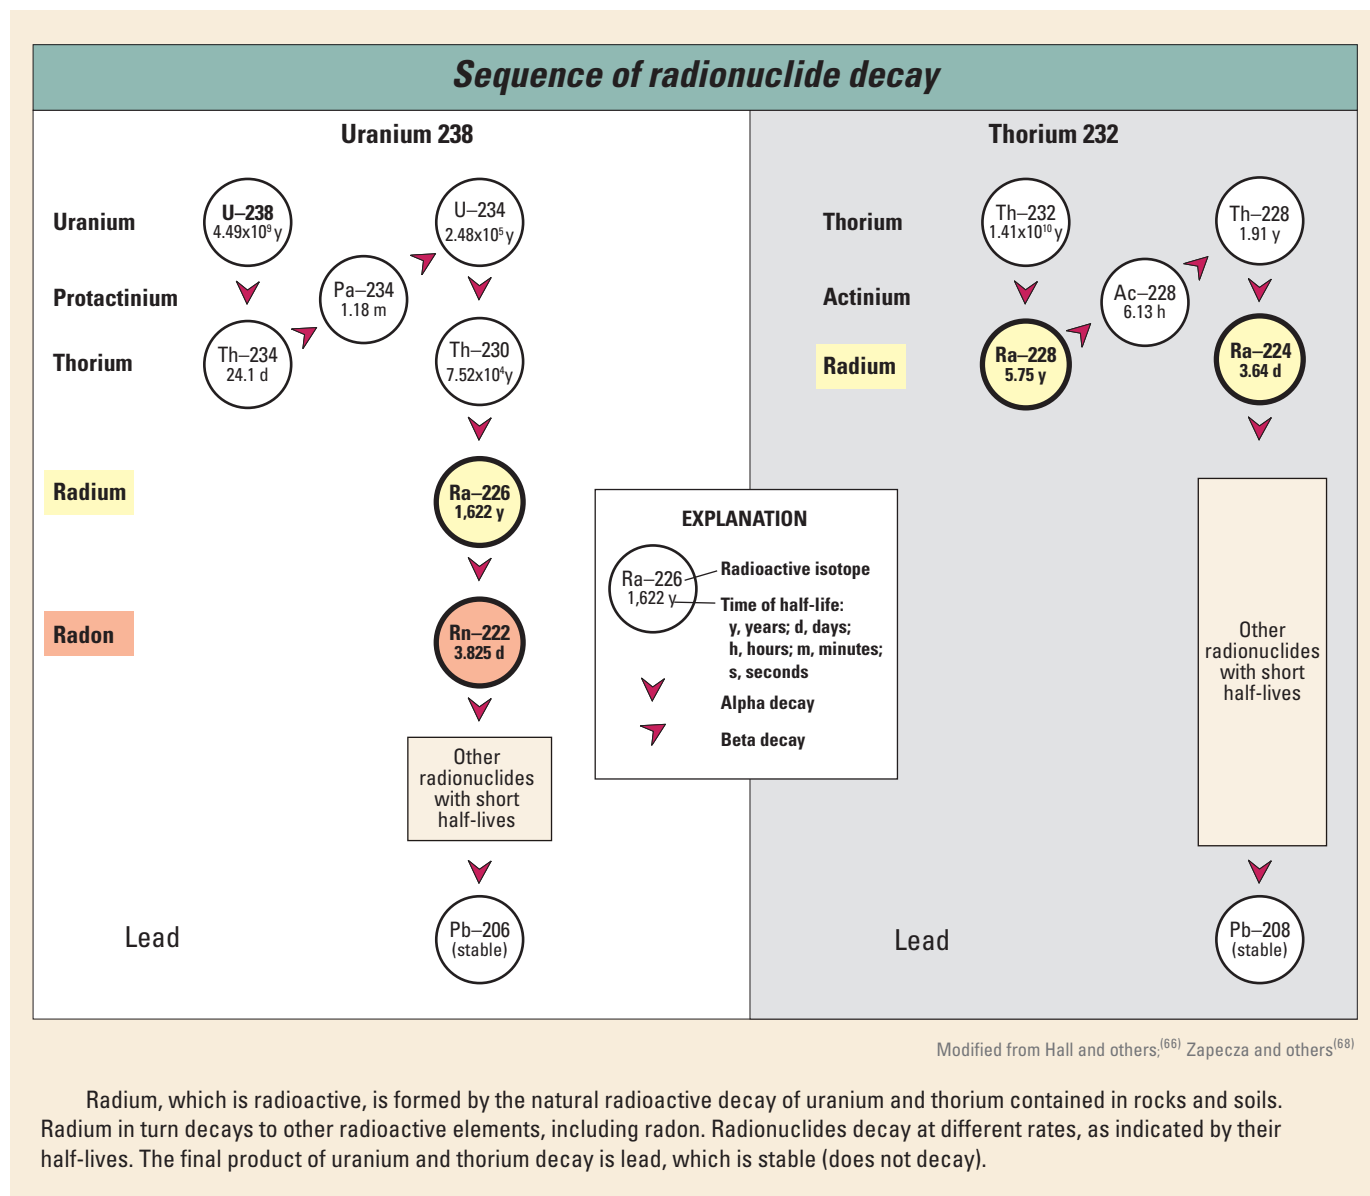 Sequence of radionuclide decay
Uranium 238
Uranium
U–238
4.49x10⁹ y
U–234
2.48x10⁵ y
Protactinium
Pa–234
1.18 m
Thorium
Th–234
24.1 d
Th–230
7.52x10⁴y
Radium
Ra–226
1,622 y
Radon
Rn–222
3.825 d
Other
radionuclides
with short
half-lives
Lead
Pb–206
(stable)
Thorium 232
Thorium
Th–232
1.41x10¹⁰ y
Th–228
1.91 y
Actinium
Ac–228
6.13 h
Radium
Ra–228
5.75 y
Ra–224
3.64 d
Other
radionuclides
with short
half-lives
Lead
Pb–208
(stable)
EXPLANATION
Ra–226
1,622 y
Radioactive isotope
Time of half-life:
y, years; d, days;
h, hours; m, minutes;
s, seconds
Alpha decay
Beta decay
Modified from Hall and others;⁽⁶⁶⁾ Zapecza and others⁽⁶⁸⁾
Radium, which is radioactive, is formed by the natural radioactive decay of uranium and thorium contained in rocks and soils.
Radium in turn decays to other radioactive elements, including radon. Radionuclides decay at different rates, as indicated by their
half-lives. The final product of uranium and thorium decay is lead, which is stable (does not decay).